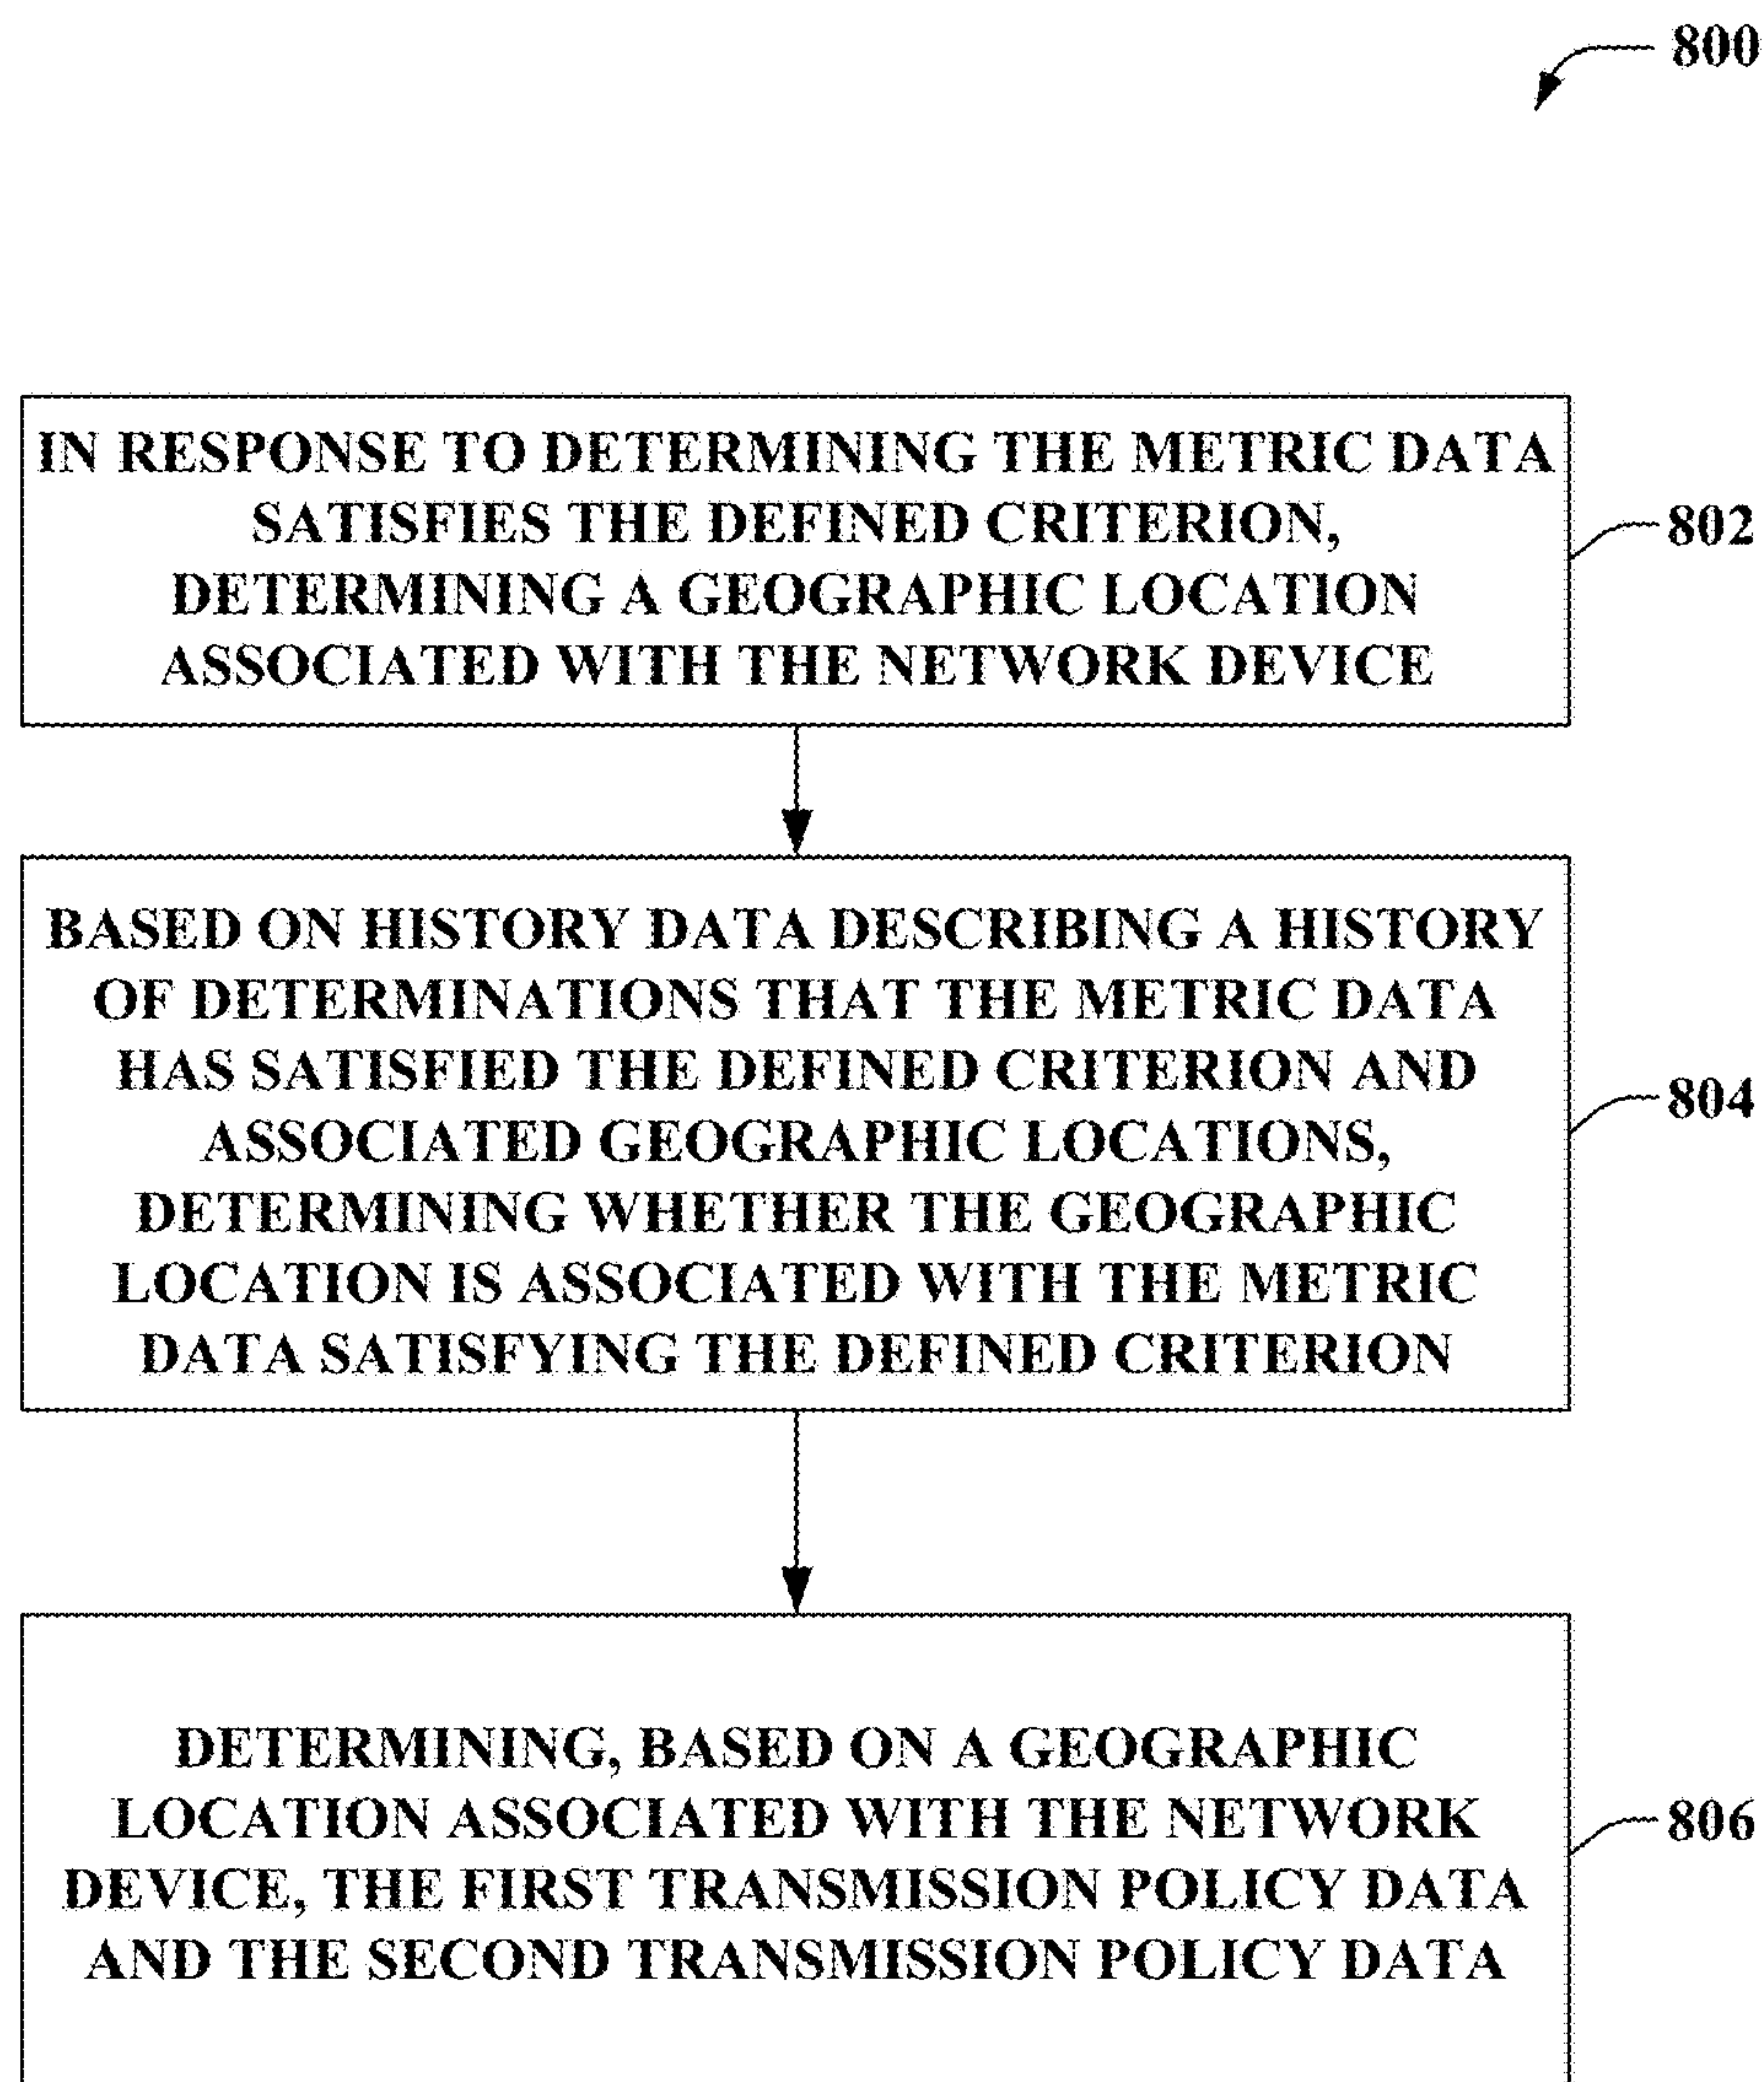 800
IN RESPONSE TO DETERMINING THE METRIC DATA
SATISFIES THE DEFINED CRITERION,
DETERMINING A GEOGRAPHIC LOCATION
ASSOCIATED WITH THE NETWORK DEVICE
802
BASED ON HISTORY DATA DESCRIBING A HISTORY
OF DETERMINATIONS THAT THE METRIC DATA
HAS SATISFIED THE DEFINED CRITERION AND
ASSOCIATED GEOGRAPHIC LOCATIONS,
DETERMINING WHETHER THE GEOGRAPHIC
LOCATION IS ASSOCIATED WITH THE METRIC
DATA SATISFYING THE DEFINED CRITERION
804
DETERMINING, BASED ON A GEOGRAPHIC
LOCATION ASSOCIATED WITH THE NETWORK
DEVICE, THE FIRST TRANSMISSION POLICY DATA
AND THE SECOND TRANSMISSION POLICY DATA
806